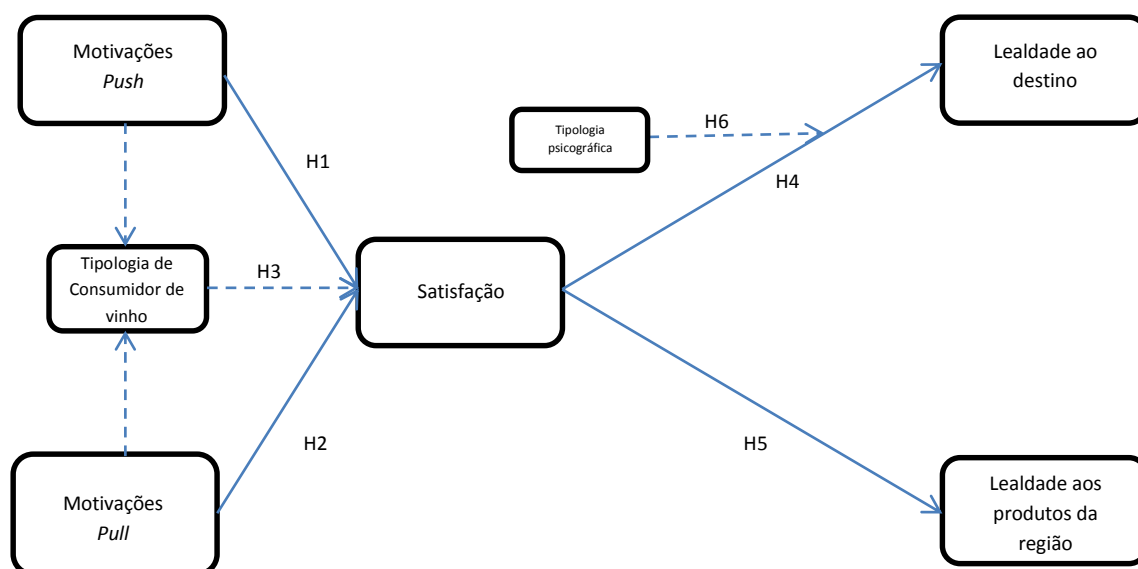 Motivações
Push
Lealdade ao
destino
Tipologia
psicográfica
H6
H1
H4
Tipologia de
Consumidor de
vinho
H3
Satisfação
H2
H5
Motivações
Pull
Lealdade aos
produtos da
região